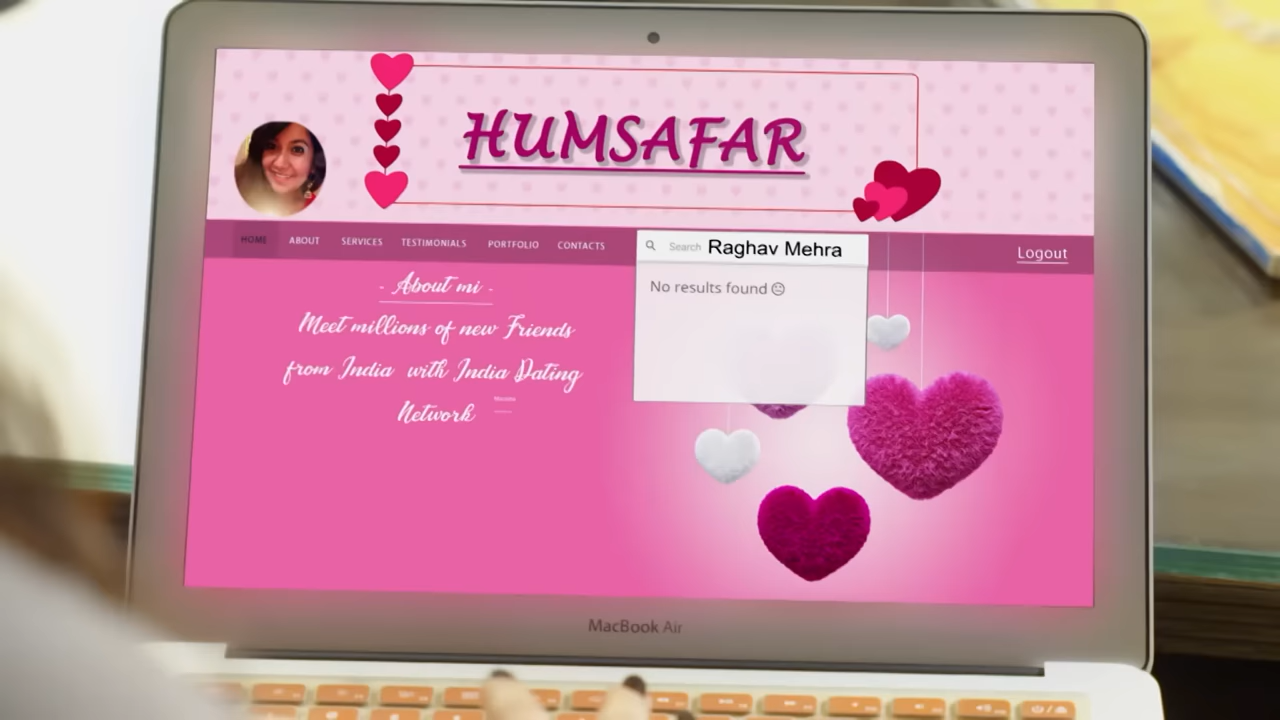 HUMSAFAR
HOME ABOUT SERVICES TESTIMONIALS PORTFOLIO CONTACTS
Search Raghav Mehra
Logout
No results found
- About mi -
Meet millions of new Friends
from India with India Dating
Network
MacBook Air